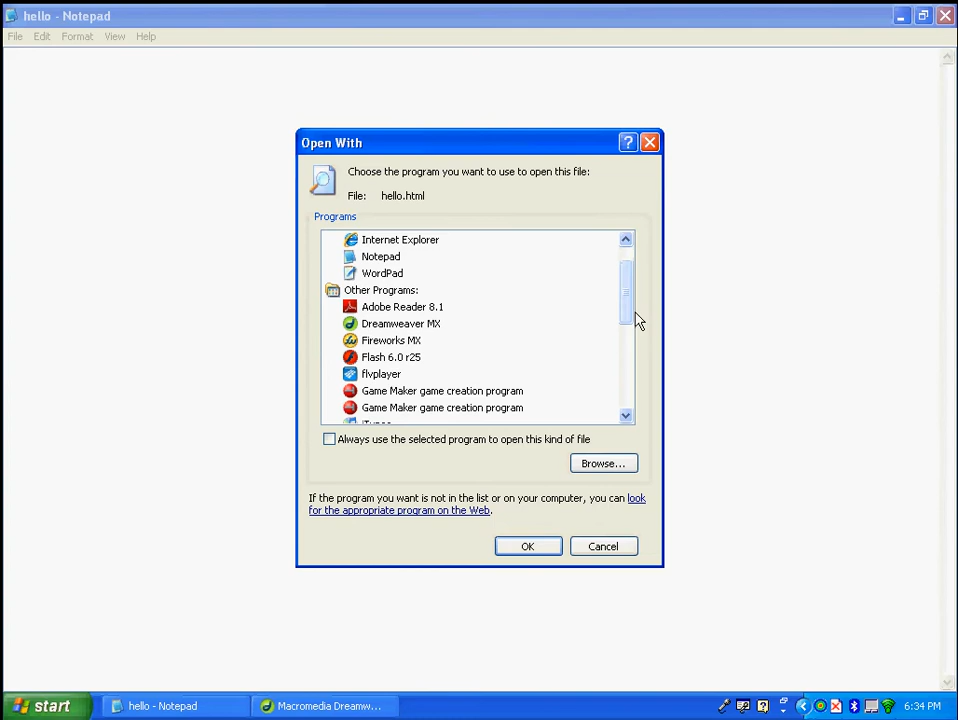 hello - Notepad
File Edit Format View Help
Open With
Choose the program you want to use to open this file:
File: hello.html
Programs
Internet Explorer
Notepad
WordPad
Other Programs:
Adobe Reader 8.1
Dreamweaver MX
Fireworks MX
Flash 6.0 r25
flvplayer
Game Maker game creation program
Game Maker game creation program
Always use the selected program to open this kind of file
Browse...
If the program you want is not in the list or on your computer, you can look
for the appropriate program on the Web.
OK Cancel
start hello - Notepad Macromedia Dreamw... 6:34 PM